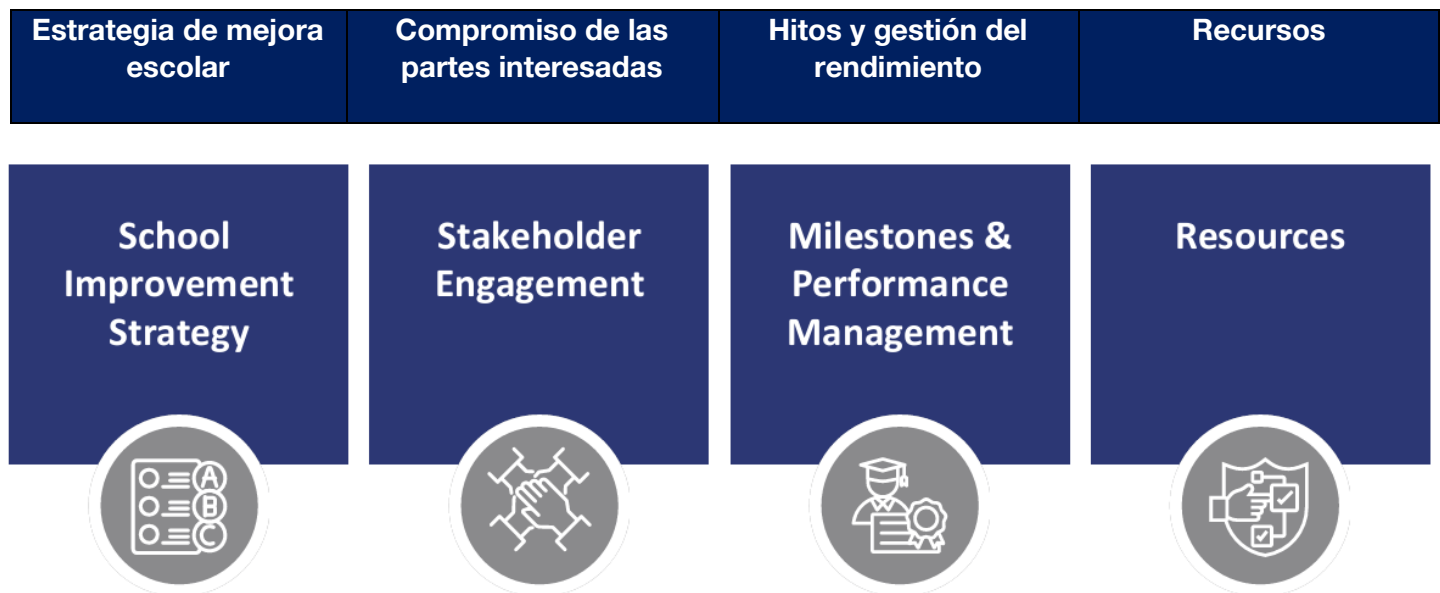 Estrategia de mejora
escolar
Compromiso de las
partes interesadas
Hitos y gestión del
rendimiento
Recursos
School
Improvement
Strategy
Stakeholder
Engagement
Milestones &
Performance
Management
Resources
A
B
C